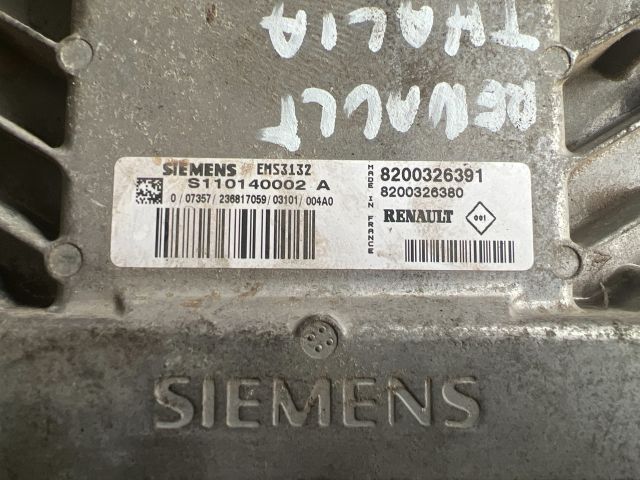 THALIA
RENAULT
SIEMENS EMS3132
S110140002 A
0 / 07357 / 236817059 / 03101 / 004A0
MADE IN FRANCE
8200326391
8200326380
RENAULT 001
SIEMENS